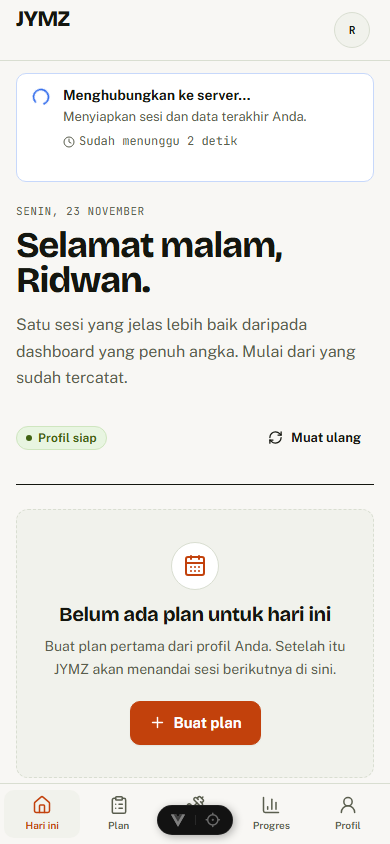 JYMZ
R
Menghubungkan ke server...
Menyiapkan sesi dan data terakhir Anda.
Sudah menunggu 2 detik
SENIN, 23 NOVEMBER
Selamat malam,
Ridwan.
Satu sesi yang jelas lebih baik daripada
dashboard yang penuh angka. Mulai dari yang
sudah tercatat.
Profil siap
Muat ulang
Belum ada plan untuk hari ini
Buat plan pertama dari profil Anda. Setelah itu
JYMZ akan menandai sesi berikutnya di sini.
Buat plan
Hari ini
Plan
Progres
Profil